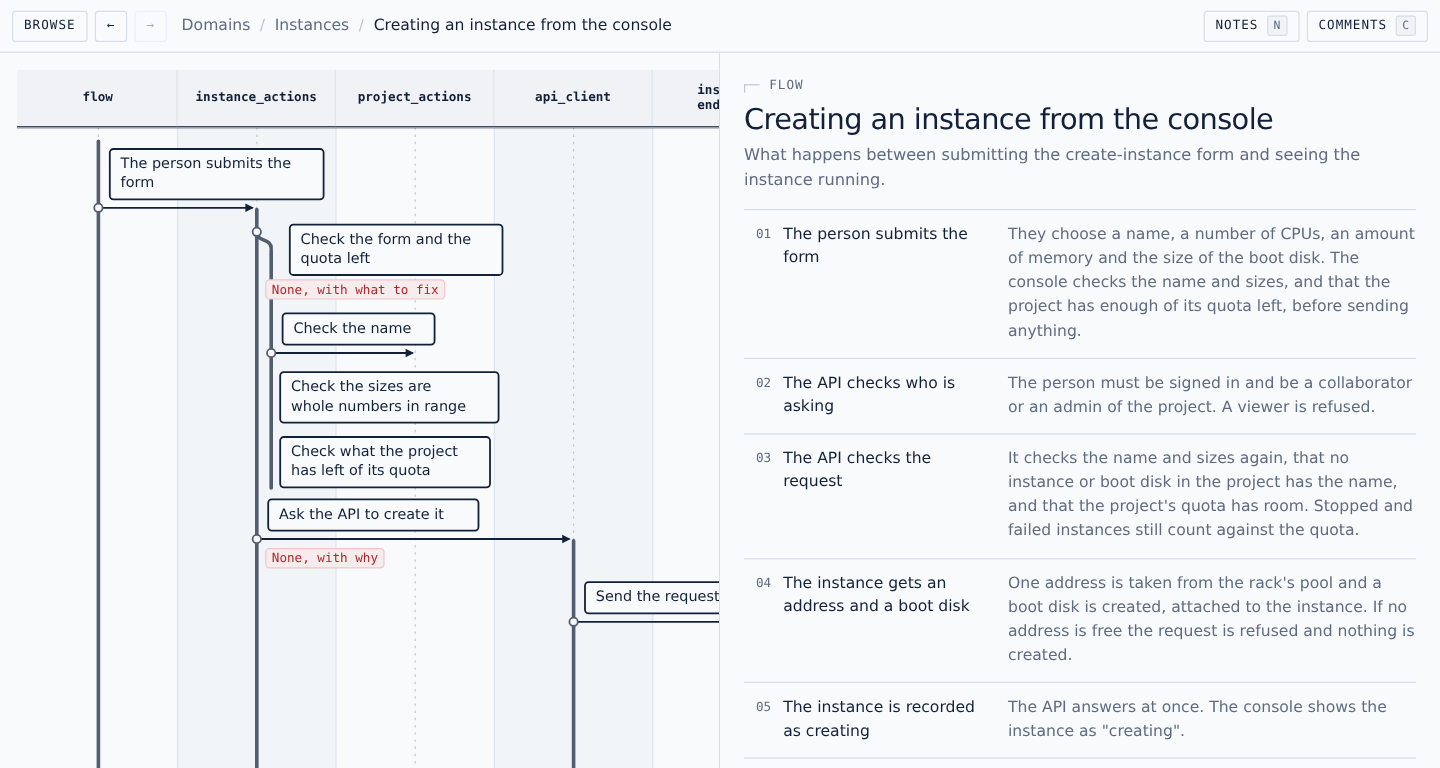 BROWSE ← → Domains / Instances / Creating an instance from the console NOTES N COMMENTS C
flow instance_actions project_actions api_client ins
end
The person submits the
form
Check the form and the
quota left
None, with what to fix
Check the name
Check the sizes are
whole numbers in range
Check what the project
has left of its quota
Ask the API to create it
None, with why
Send the request
FLOW
Creating an instance from the console
What happens between submitting the create-instance form and seeing the
instance running.
01 The person submits the
form
They choose a name, a number of CPUs, an amount
of memory and the size of the boot disk. The
console checks the name and sizes, and that the
project has enough of its quota left, before sending
anything.
02 The API checks who is
asking
The person must be signed in and be a collaborator
or an admin of the project. A viewer is refused.
03 The API checks the
request
It checks the name and sizes again, that no
instance or boot disk in the project has the name,
and that the project's quota has room. Stopped and
failed instances still count against the quota.
04 The instance gets an
address and a boot disk
One address is taken from the rack's pool and a
boot disk is created, attached to the instance. If no
address is free the request is refused and nothing is
created.
05 The instance is recorded
as creating
The API answers at once. The console shows the
instance as "creating".